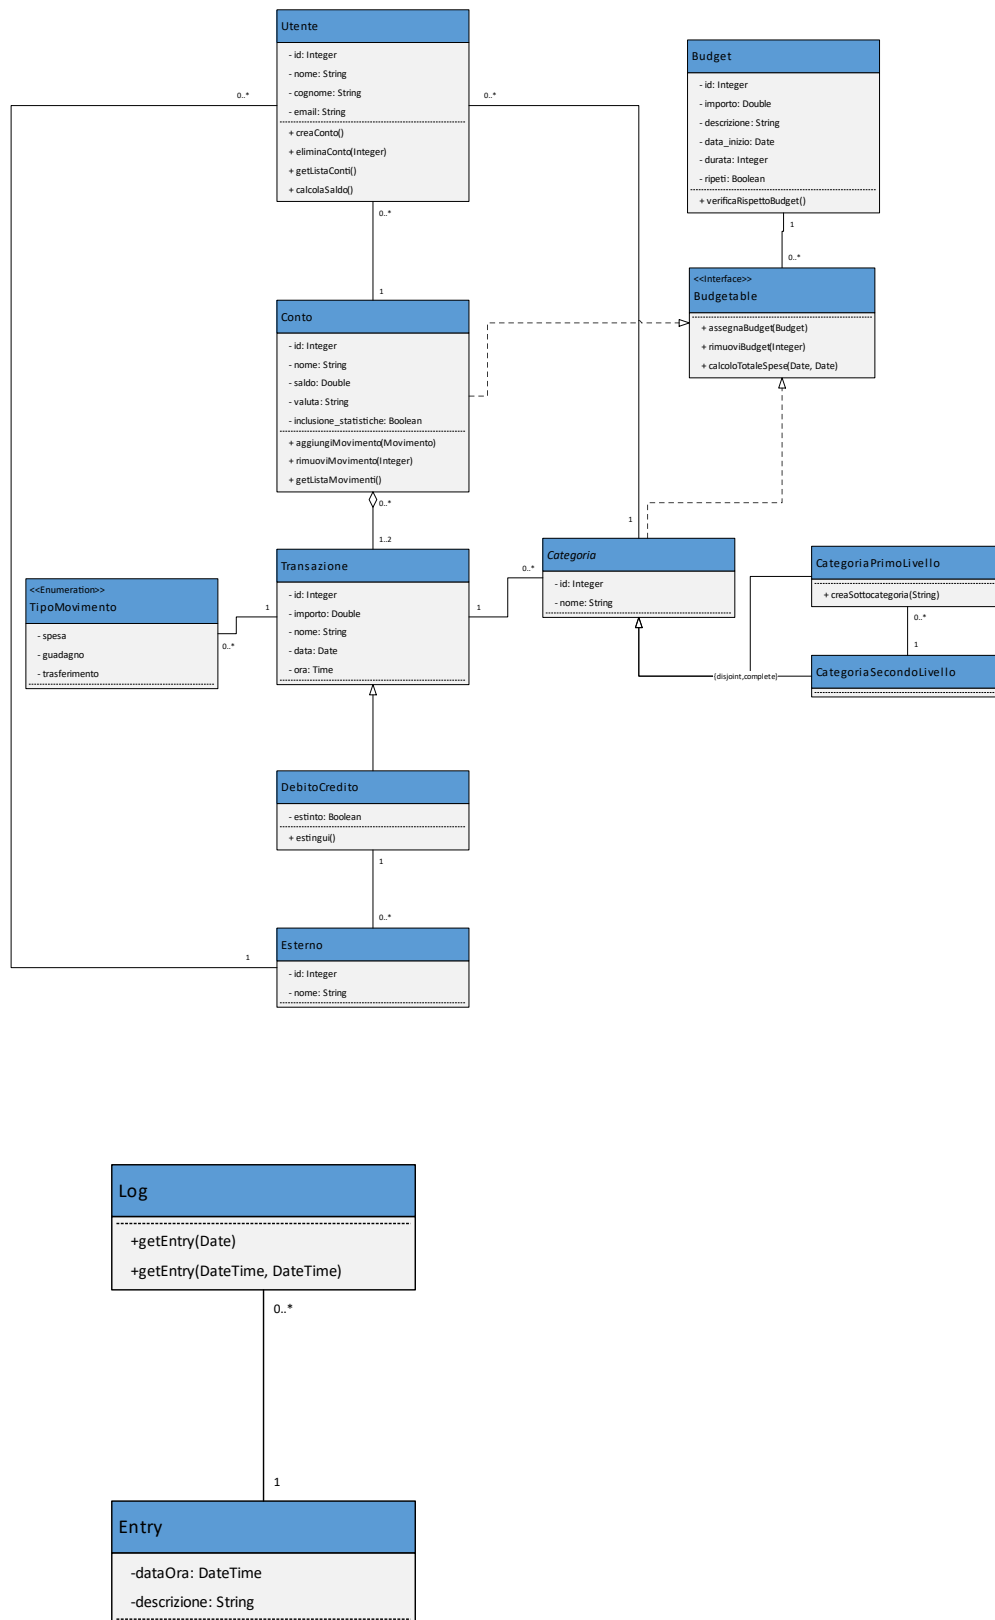 Utente
- id: Integer
- nome: String
- cognome: String
- email: String
+ creaConto()
+ eliminaConto(Integer)
+ getListaConti()
+ calcolaSaldo()
0..*
0..*
0..*
1
Budget
- id: Integer
- importo: Double
- descrizione: String
- data_inizio: Date
- durata: Integer
- ripeti: Boolean
+ verificaRispettoBudget()
1
0..*
<<Interface>>
Budgetable
+ assegnaBudget(Budget)
+ rimuoviBudget(Integer)
+ calcoloTotaleSpese(Date, Date)
Conto
- id: Integer
- nome: String
- saldo: Double
- valuta: String
- inclusione_statistiche: Boolean
+ aggiungiMovimento(Movimento)
+ rimuoviMovimento(Integer)
+ getListaMovimenti()
0..*
1..2
1
Categoria
- id: Integer
- nome: String
0..*
1
CategoriaPrimoLivello
+ creaSottocategoria(String)
0..*
1
CategoriaSecondoLivello
{disjoint,complete}
Transazione
- id: Integer
- importo: Double
- nome: String
- data: Date
- ora: Time
<<Enumeration>>
TipoMovimento
- spesa
- guadagno
- trasferimento
1
0..*
DebitoCredito
- estinto: Boolean
+ estingui()
1
0..*
1
Esterno
- id: Integer
- nome: String
Log
+getEntry(Date)
+getEntry(DateTime, DateTime)
0..*
1
Entry
-dataOra: DateTime
-descrizione: String